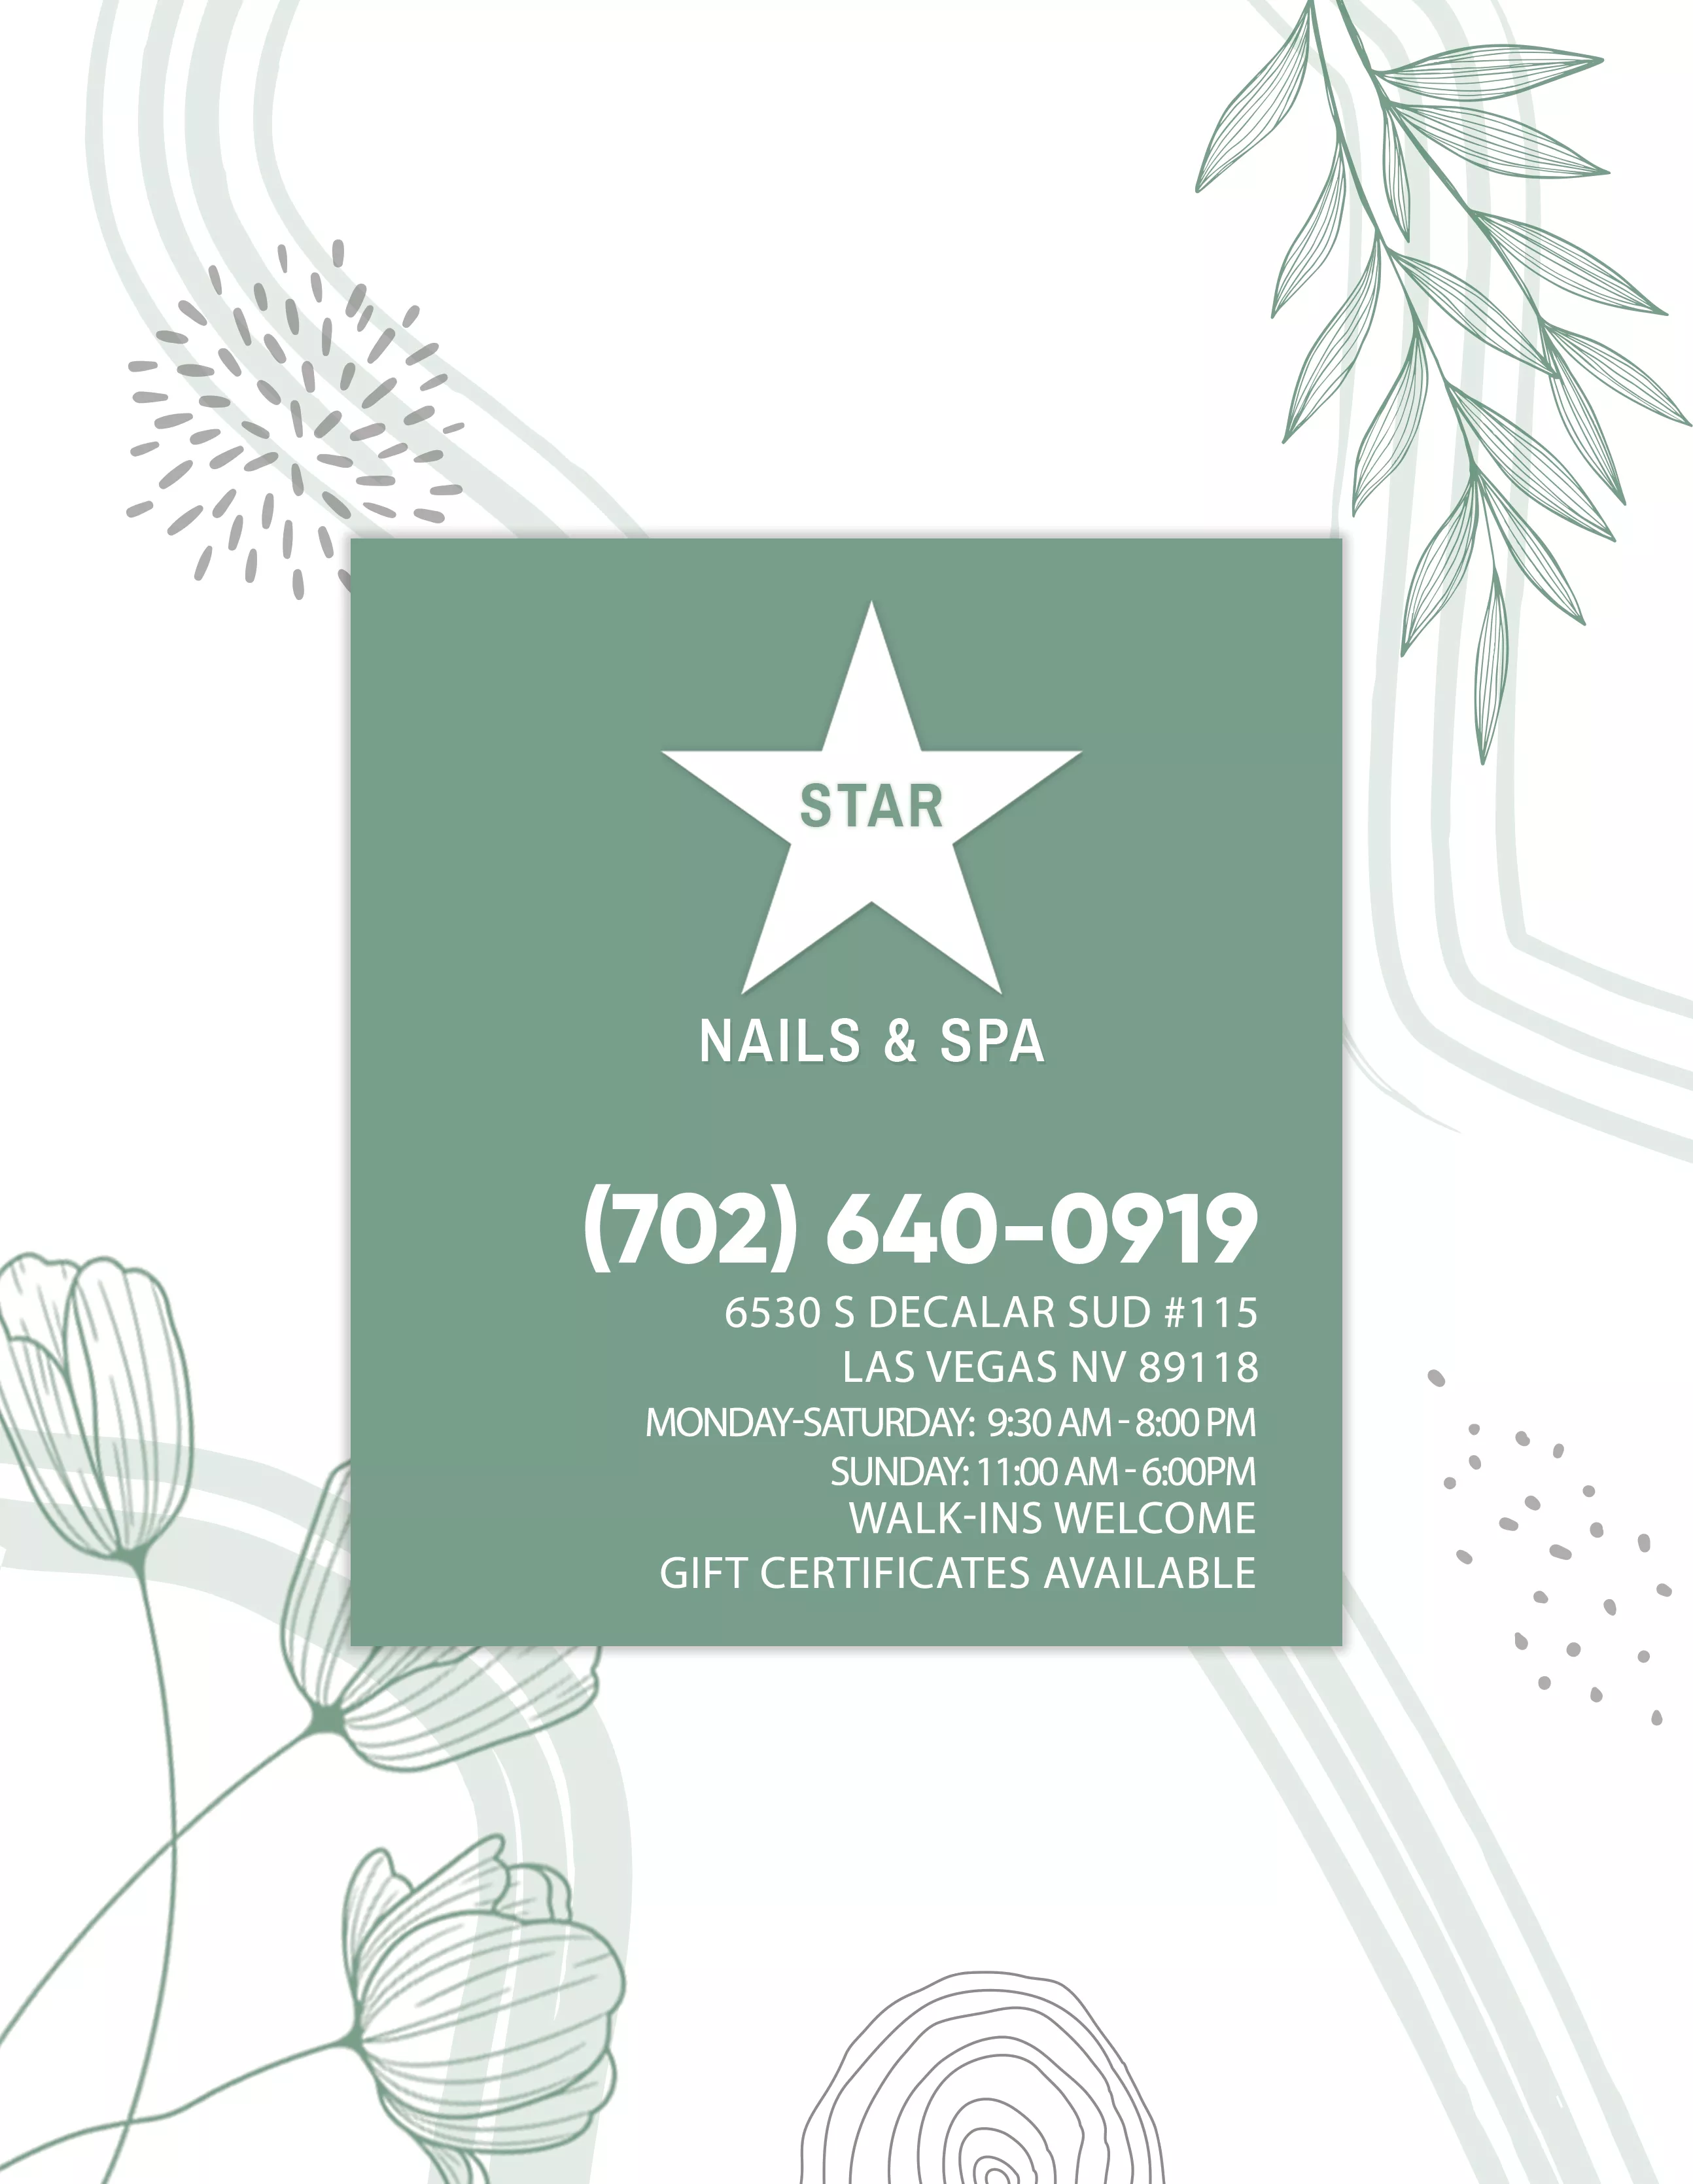 STAR
NAILS & SPA
(702) 640-0919
6530 S DECALAR SUD #115
LAS VEGAS NV 89118
MONDAY-SATURDAY: 9:30 AM - 8:00 PM
SUNDAY: 11:00 AM - 6:00PM
WALK-INS WELCOME
GIFT CERTIFICATES AVAILABLE